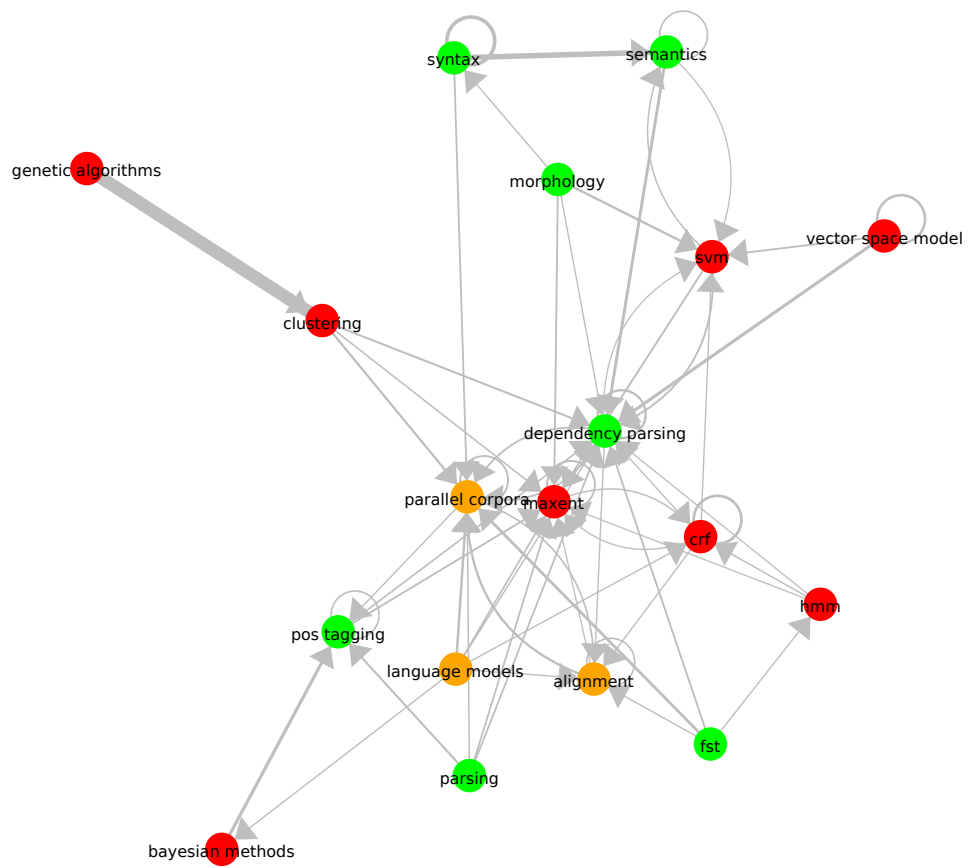 syntax
semantics
genetic algorithms
morphology
vector space model
svm
clustering
dependency parsing
parallel corpora
maxent
crf
hmm
pos tagging
language models
alignment
fst
parsing
bayesian methods